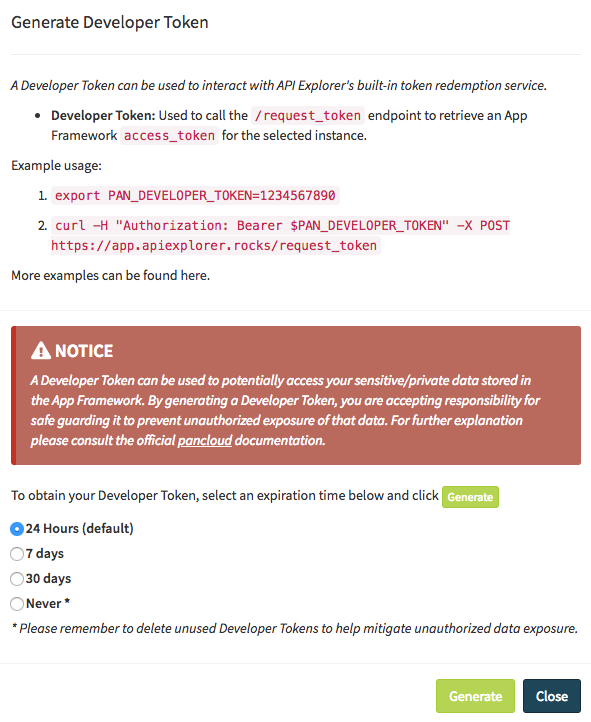 Generate Developer Token
A Developer Token can be used to interact with API Explorer's built-in token redemption service.
• Developer Token: Used to call the /request_token endpoint to retrieve an App
Framework access_token for the selected instance.
Example usage:
1. export PAN_DEVELOPER_TOKEN=1234567890
2. curl –H "Authorization: Bearer $PAN_DEVELOPER_TOKEN" –X POST
https://app.apiexplorer.rocks/request_token
More examples can be found here.
NOTICE
A Developer Token can be used to potentially access your sensitive/private data stored in
the App Framework. By generating a Developer Token, you are accepting responsibility for
safe guarding it to prevent unauthorized exposure of that data. For further explanation
please consult the official pancloud documentation.
To obtain your Developer Token, select an expiration time below and click Generate
24 Hours (default)
7 days
30 days
Never *
* Please remember to delete unused Developer Tokens to help mitigate unauthorized data exposure.
Generate Close